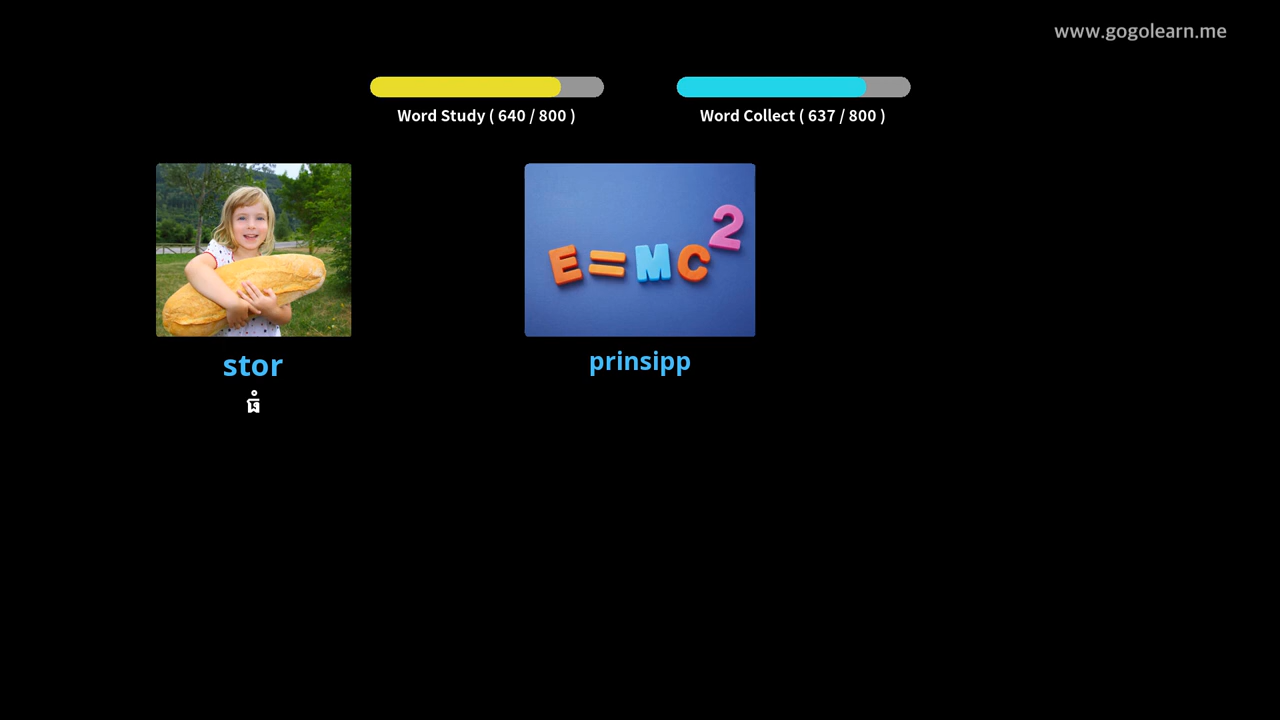 www.gogolearn.me
Word Study ( 640 / 800 )
Word Collect ( 637 / 800 )
E=MC2
stor
prinsipp
ធំ